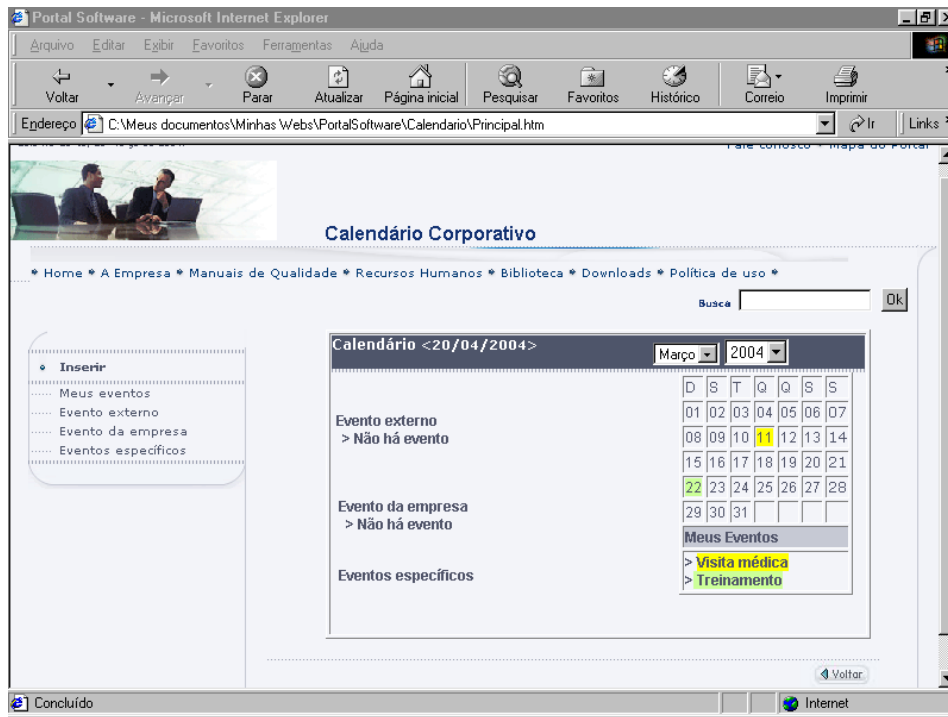 Portal Software - Microsoft Internet Explorer
Arquivo Editar Exibir Favoritos Ferramentas Ajuda
Voltar Avançar Parar Atualizar Página inicial Pesquisar Favoritos Histórico Correio Imprimir
Endereço C:\Meus documentos\Minhas Webs\PortalSoftware\Calendario\Principal.htm Ir Links
Fale conosco * Mapa do Portal
Calendário Corporativo
* Home * A Empresa * Manuais de Qualidade * Recursos Humanos * Biblioteca * Downloads * Política de uso *
Busca Ok
Inserir
Meus eventos
Evento externo
Evento da empresa
Eventos específicos
Calendário <20/04/2004> Março 2004
Evento externo
> Não há evento
Evento da empresa
> Não há evento
Eventos específicos
D S T Q Q S S
01 02 03 04 05 06 07
08 09 10 11 12 13 14
15 16 17 18 19 20 21
22 23 24 25 26 27 28
29 30 31
Meus Eventos
> Visita médica
> Treinamento
Voltar
Concluído Internet